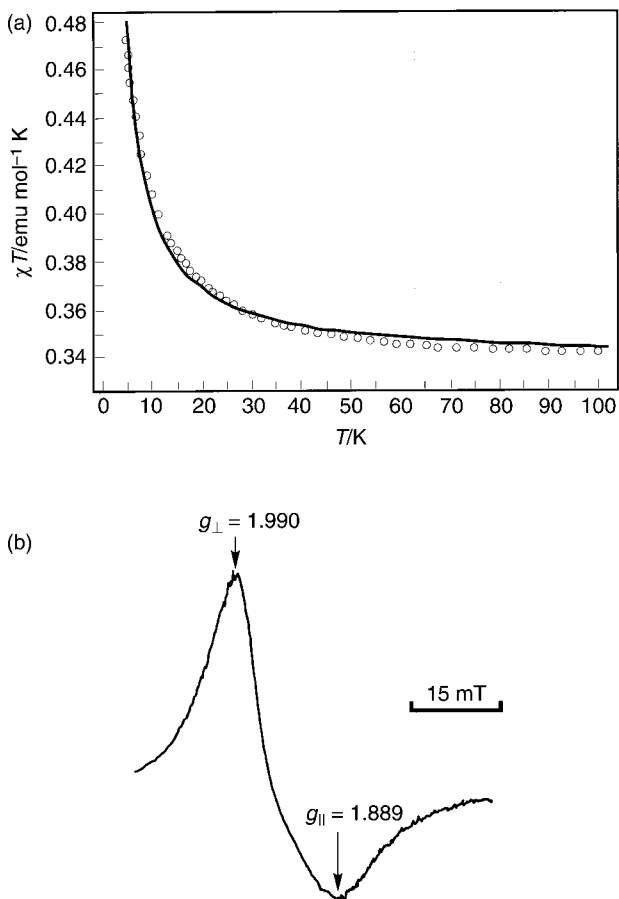 (a)
0.48
0.46
0.44
0.42
0.40
0.38
0.36
0.34
χT/emu mol⁻¹ K
0 10 20 30 40 50 60 70 80 90 100
T/K
(b)
g⊥ = 1.990
15 mT
g∥ = 1.889